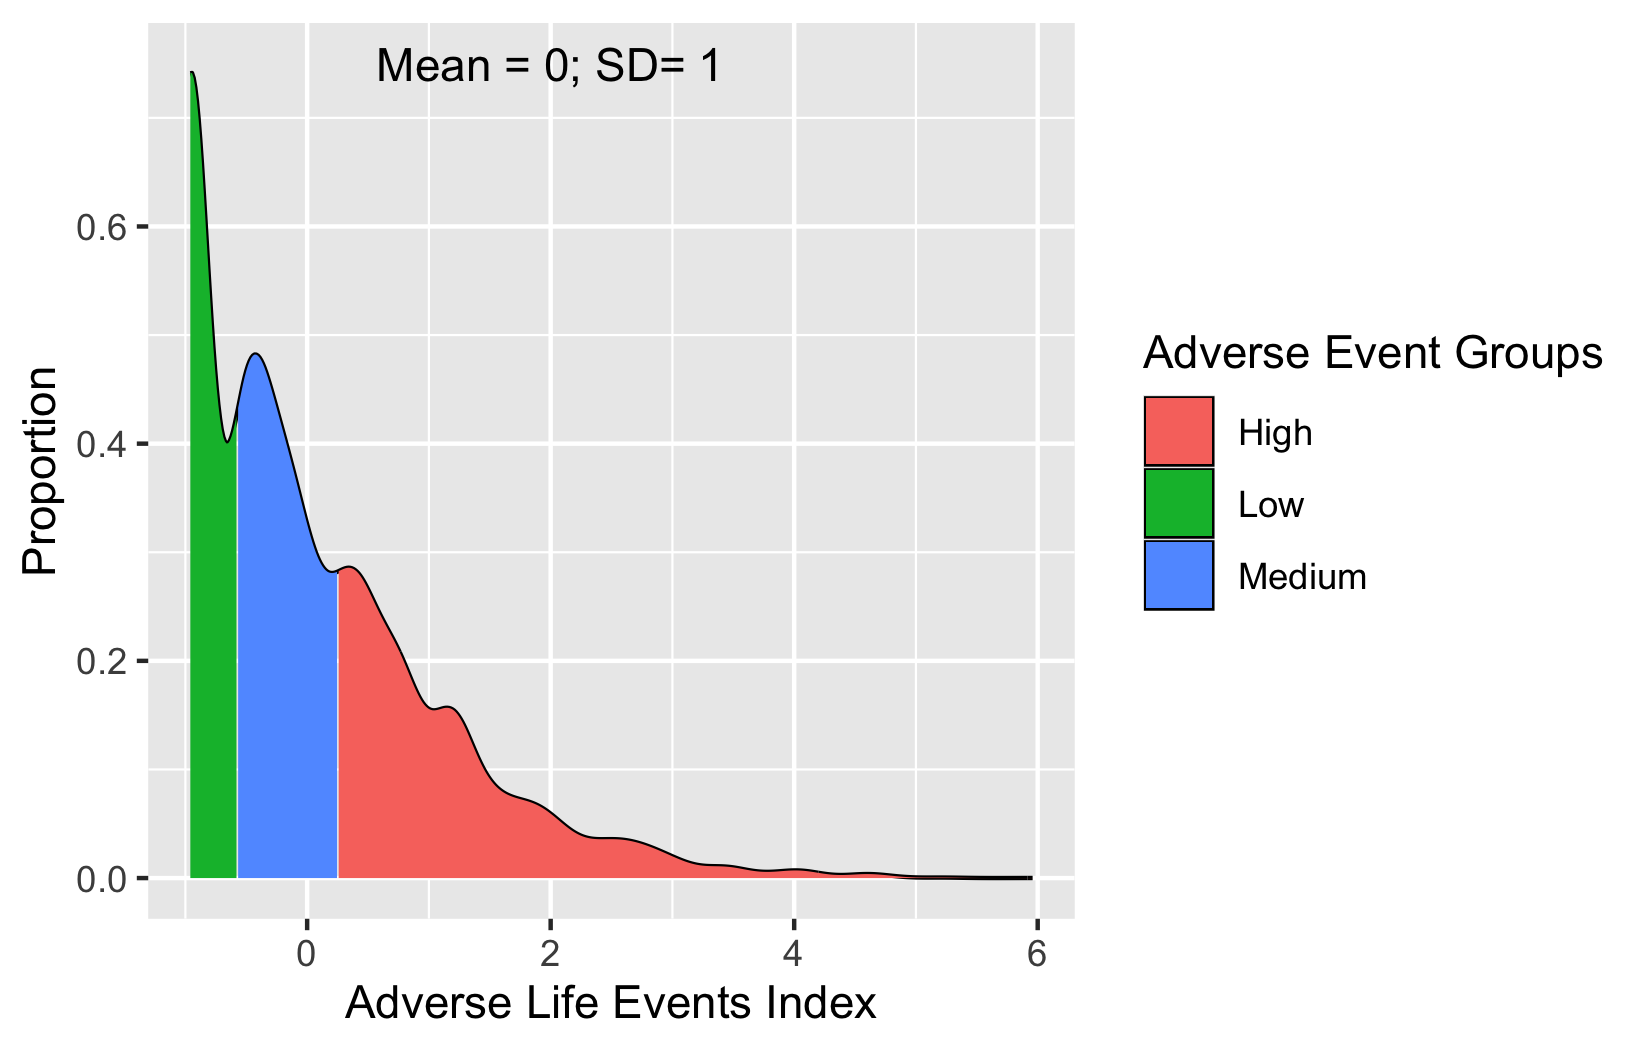 Mean = 0; SD= 1
Proportion
0.6
0.4
0.2
0.0
0 2 4 6
Adverse Life Events Index
Adverse Event Groups
High
Low
Medium